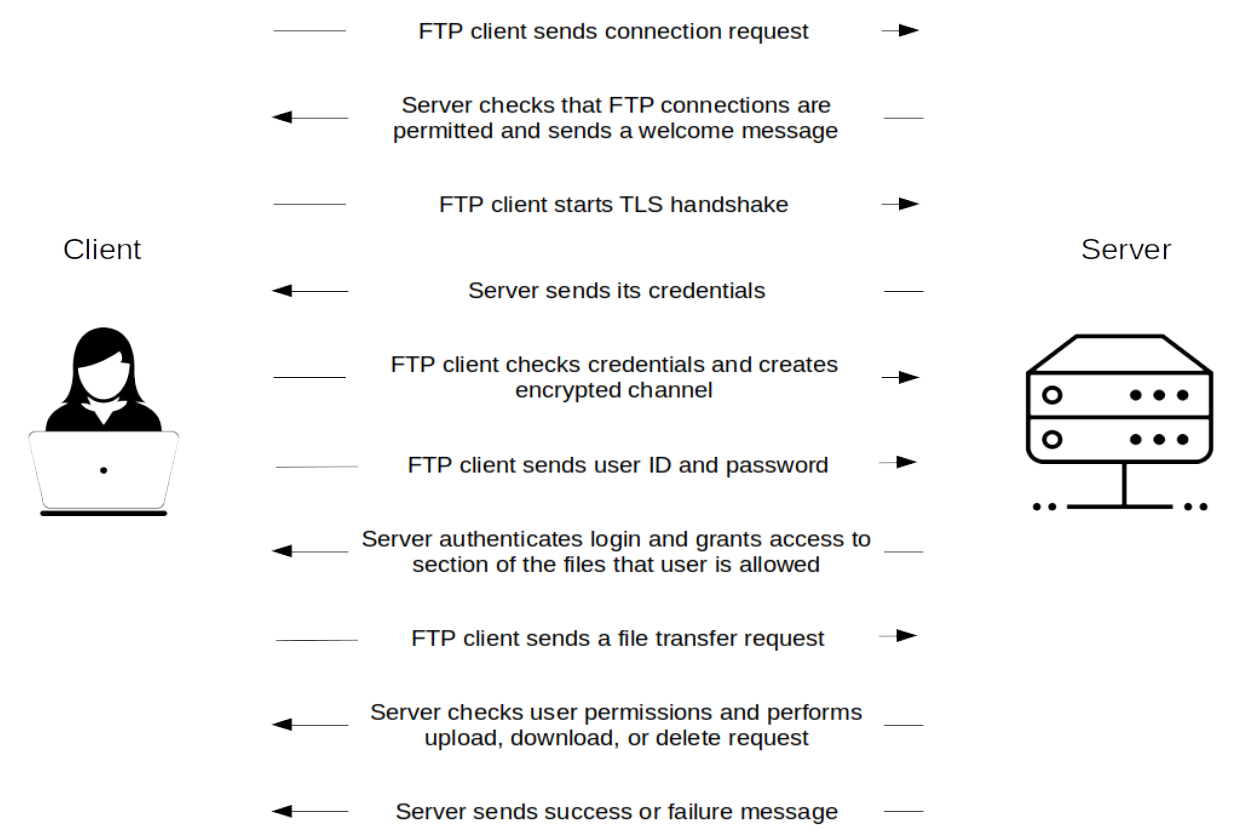 FTP client sends connection request
Server checks that FTP connections are
permitted and sends a welcome message
FTP client starts TLS handshake
Client
Server
Server sends its credentials
FTP client checks credentials and creates
encrypted channel
FTP client sends user ID and password
Server authenticates login and grants access to
section of the files that user is allowed
FTP client sends a file transfer request
Server checks user permissions and performs
upload, download, or delete request
Server sends success or failure message